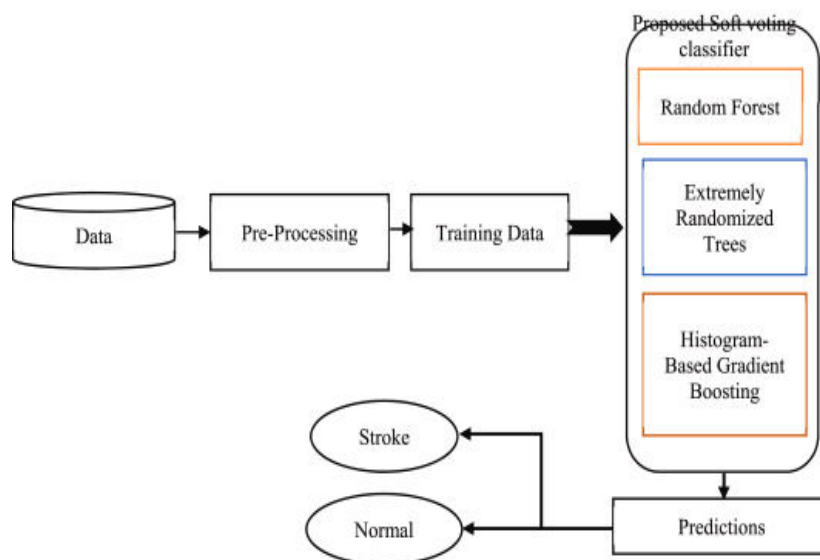 Proposed Soft voting
classifier
Random Forest
Extremely
Randomized
Trees
Data
Pre-Processing
Training Data
Histogram-
Based Gradient
Boosting
Stroke
Normal
Predictions